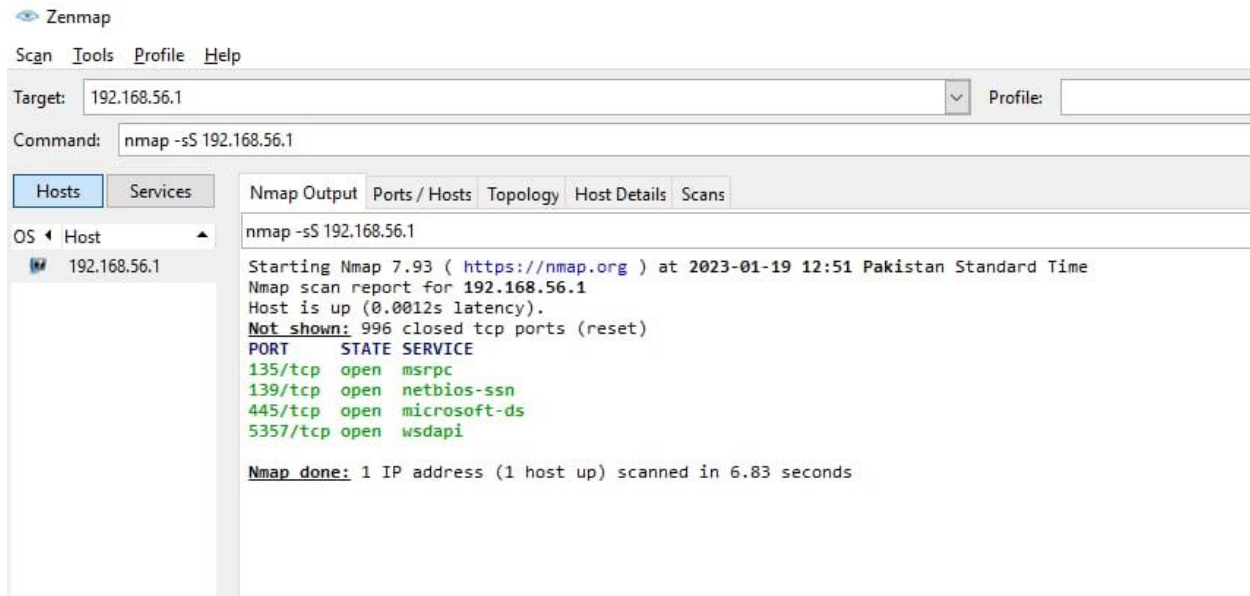 Zenmap
Scan Tools Profile Help
Target: 192.168.56.1 Profile:
Command: nmap -sS 192.168.56.1
Hosts Services
Nmap Output Ports / Hosts Topology Host Details Scans
OS Host
192.168.56.1
nmap -sS 192.168.56.1
Starting Nmap 7.93 ( https://nmap.org ) at 2023-01-19 12:51 Pakistan Standard Time
Nmap scan report for 192.168.56.1
Host is up (0.0012s latency).
Not shown: 996 closed tcp ports (reset)
PORT     STATE SERVICE
135/tcp  open  msrpc
139/tcp  open  netbios-ssn
445/tcp  open  microsoft-ds
5357/tcp open  wsdapi
Nmap done: 1 IP address (1 host up) scanned in 6.83 seconds